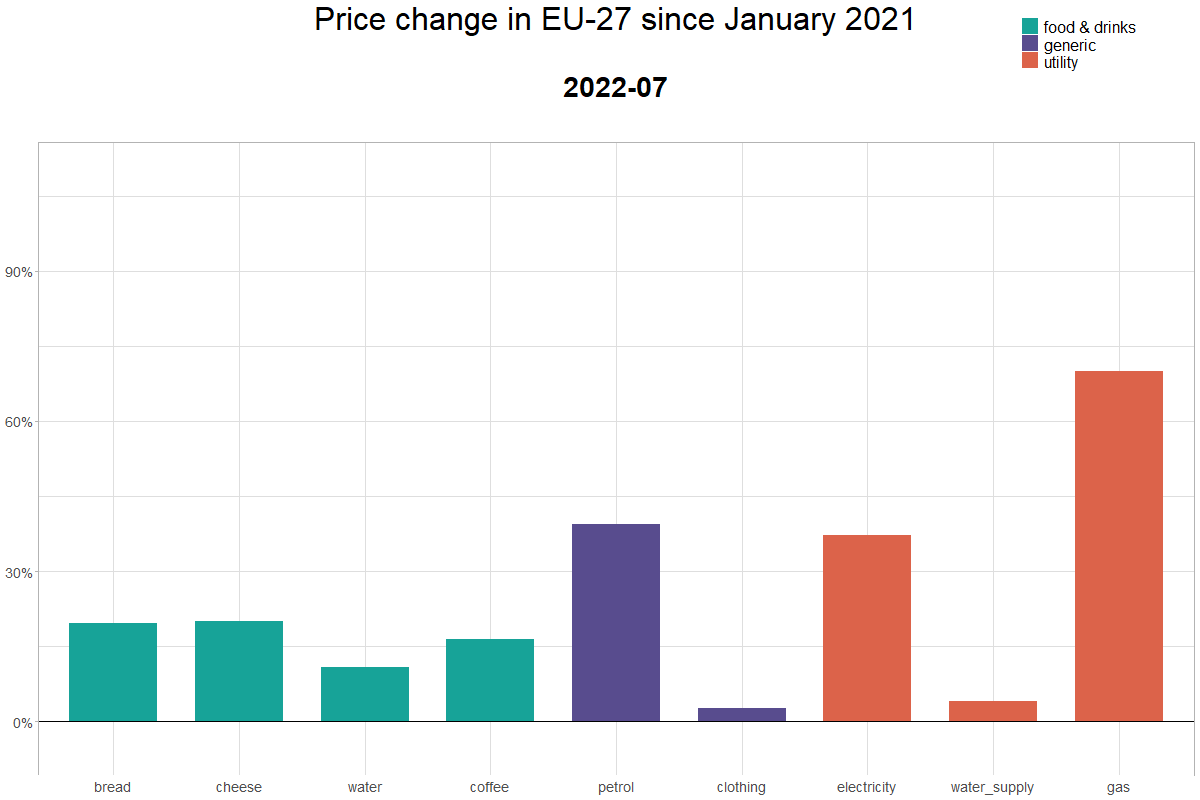 Price change in EU-27 since January 2021
food & drinks
generic
utility
2022-07
90%
60%
30%
0%
bread cheese water coffee petrol clothing electricity water_supply gas